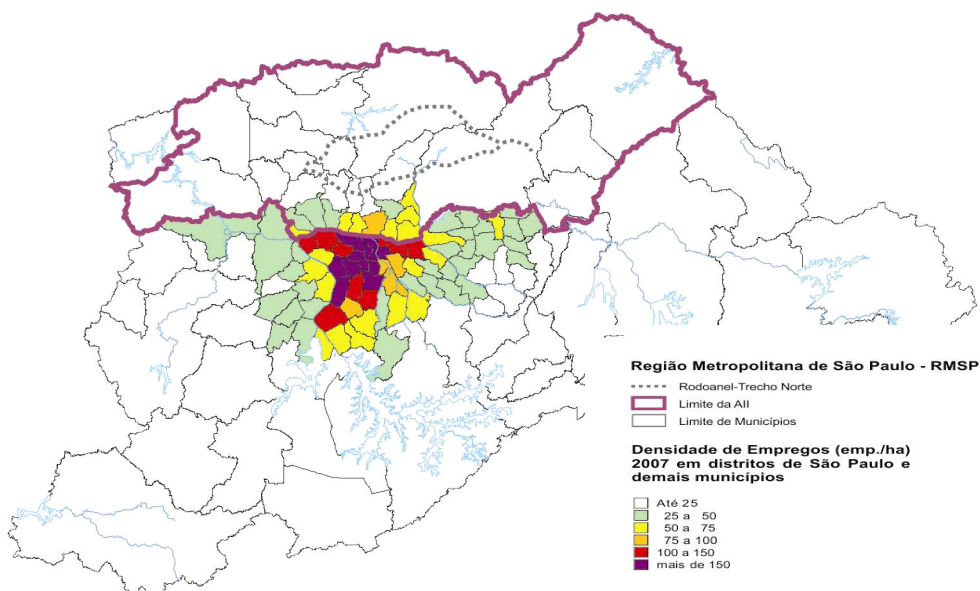 Região Metropolitana de São Paulo - RMSP
Rodoanel-Trecho Norte
Limite da AII
Limite de Municípios
Densidade de Empregos (emp./ha)
2007 em distritos de São Paulo e
demais municípios
Até 25
25 a 50
50 a 75
75 a 100
100 a 150
mais de 150